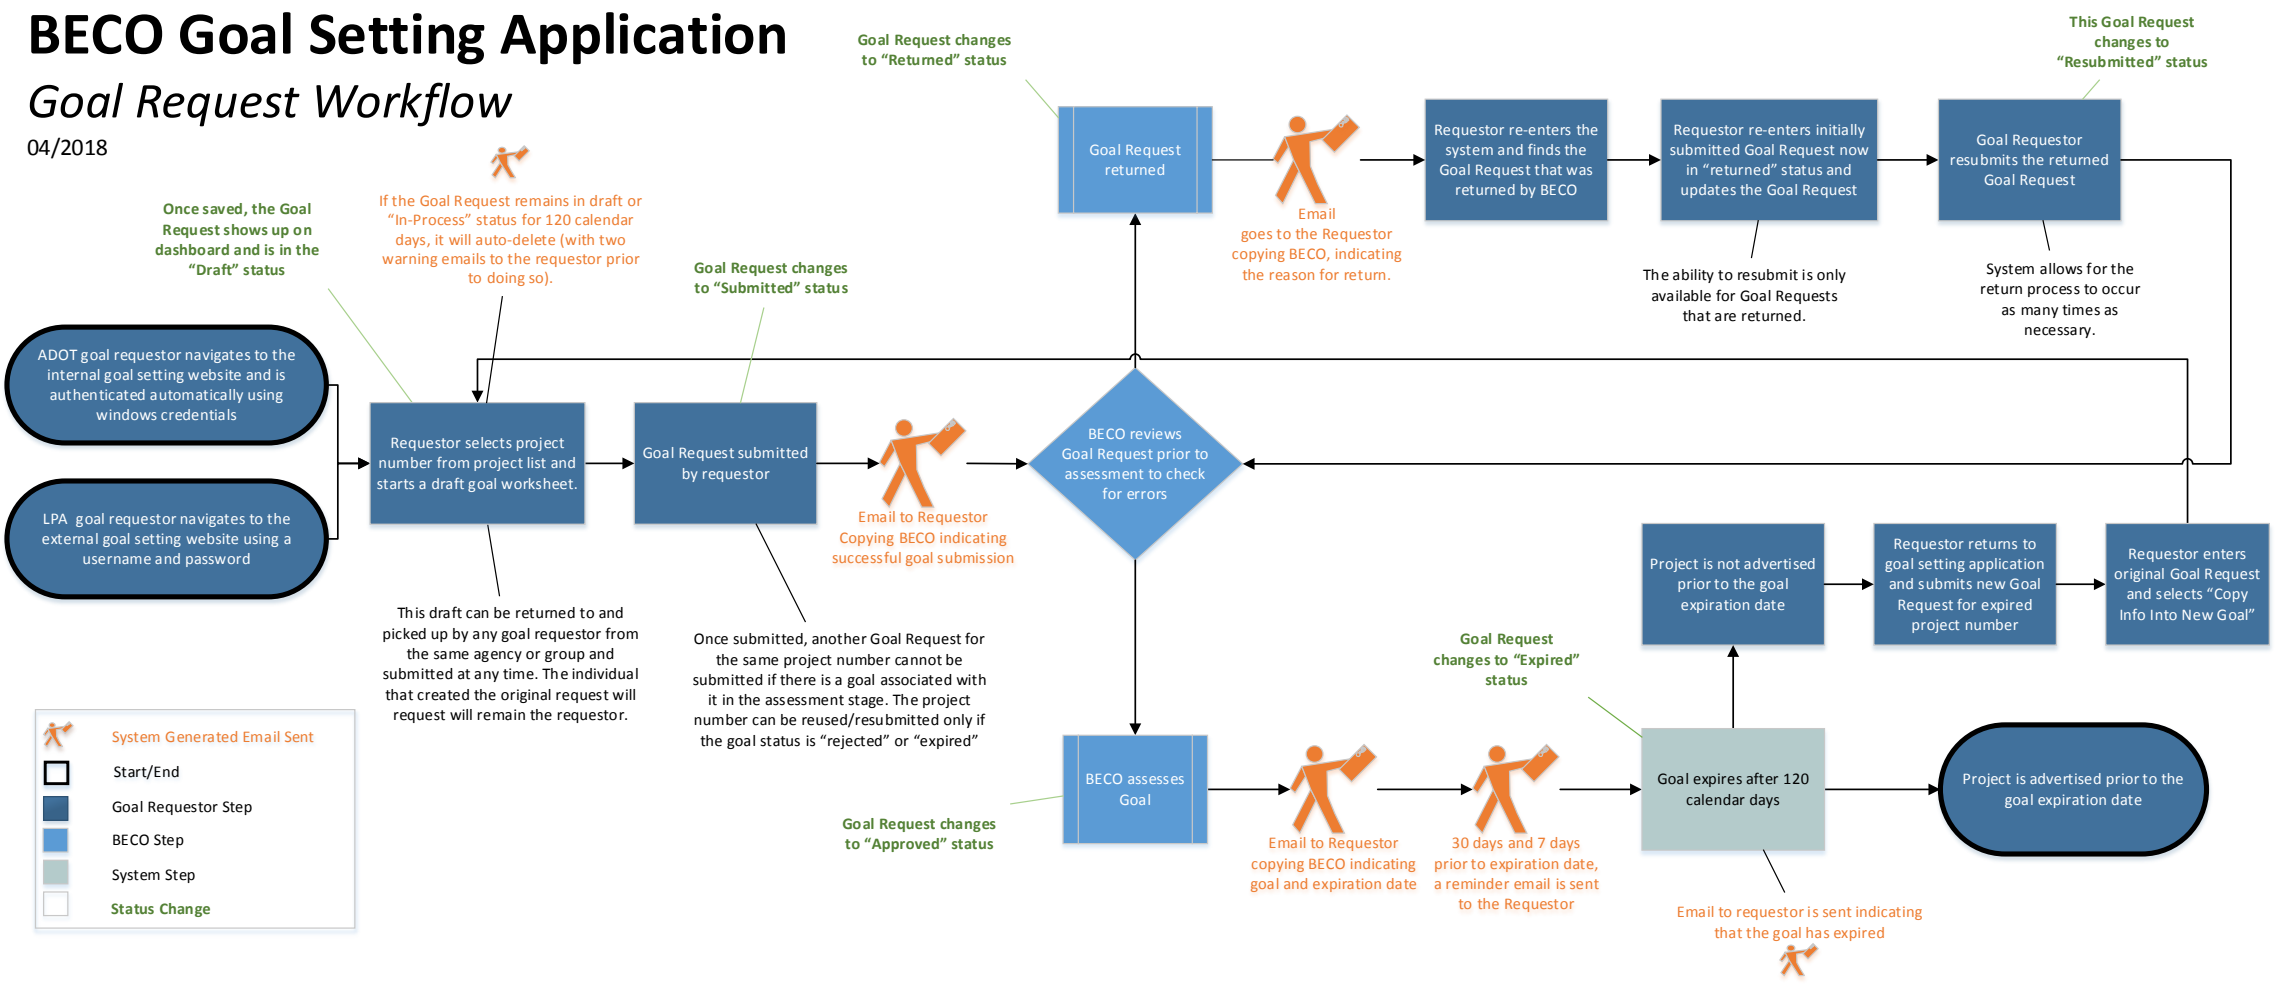 BECO Goal Setting Application
Goal Request Workflow
04/2018
Goal Request changes
to “Returned” status
This Goal Request
changes to
“Resubmitted” status
Goal Request
returned
Email
goes to the Requestor
copying BECO, indicating
the reason for return.
Requestor re-enters the
system and finds the
Goal Request that was
returned by BECO
Requestor re-enters initially
submitted Goal Request now
in “returned” status and
updates the Goal Request
Goal Requestor
resubmits the returned
Goal Request
The ability to resubmit is only
available for Goal Requests
that are returned.
System allows for the
return process to occur
as many times as
necessary.
Once saved, the Goal
Request shows up on
dashboard and is in the
“Draft” status
If the Goal Request remains in draft or
“In-Process” status for 120 calendar
days, it will auto-delete (with two
warning emails to the requestor prior
to doing so).
Goal Request changes
to “Submitted” status
ADOT goal requestor navigates to the
internal goal setting website and is
authenticated automatically using
windows credentials
LPA  goal requestor navigates to the
external goal setting website using a
username and password
Requestor selects project
number from project list and
starts a draft goal worksheet.
Goal Request submitted
by requestor
Email to Requestor
Copying BECO indicating
successful goal submission
BECO reviews
Goal Request prior to
assessment to check
for errors
This draft can be returned to and
picked up by any goal requestor from
the same agency or group and
submitted at any time. The individual
that created the original request will
request will remain the requestor.
Once submitted, another Goal Request for
the same project number cannot be
submitted if there is a goal associated with
it in the assessment stage. The project
number can be reused/resubmitted only if
the goal status is “rejected” or “expired”
Project is not advertised
prior to the goal
expiration date
Requestor returns to
goal setting application
and submits new Goal
Request for expired
project number
Requestor enters
original Goal Request
and selects “Copy
Info Into New Goal”
Goal Request
changes to “Expired”
status
BECO assesses
Goal
Goal Request changes
to “Approved” status
Email to Requestor
copying BECO indicating
goal and expiration date
30 days and 7 days
prior to expiration date,
a reminder email is sent
to the Requestor
Goal expires after 120
calendar days
Project is advertised prior to the
goal expiration date
Email to requestor is sent indicating
that the goal has expired
System Generated Email Sent
Start/End
Goal Requestor Step
BECO Step
System Step
Status Change